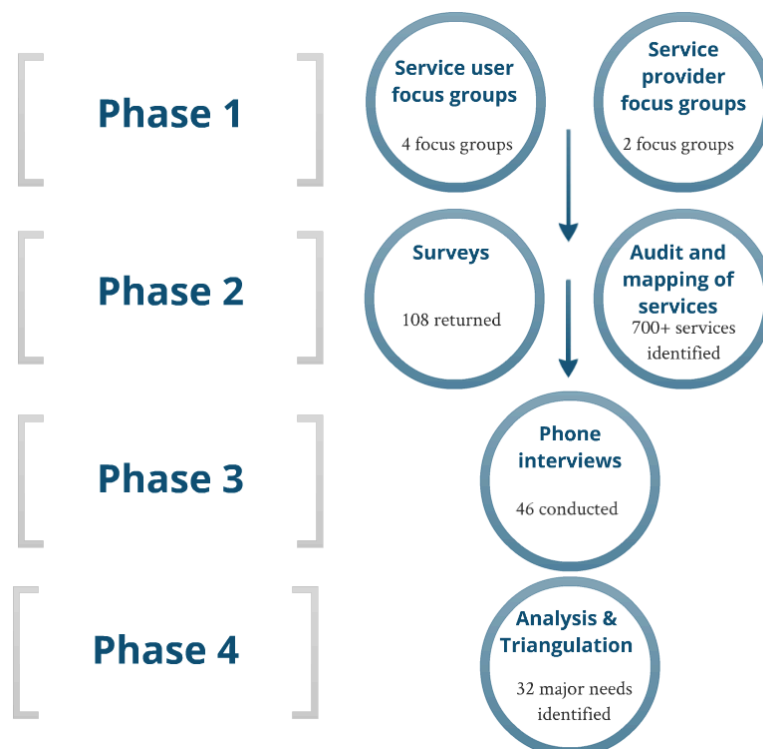 Phase 1
Service user
focus groups
4 focus groups
Service
provider
focus groups
2 focus groups
Phase 2
Surveys
108 returned
Audit and
mapping of
services
700+ services
identified
Phase 3
Phone
interviews
46 conducted
Phase 4
Analysis &
Triangulation
32 major needs
identified